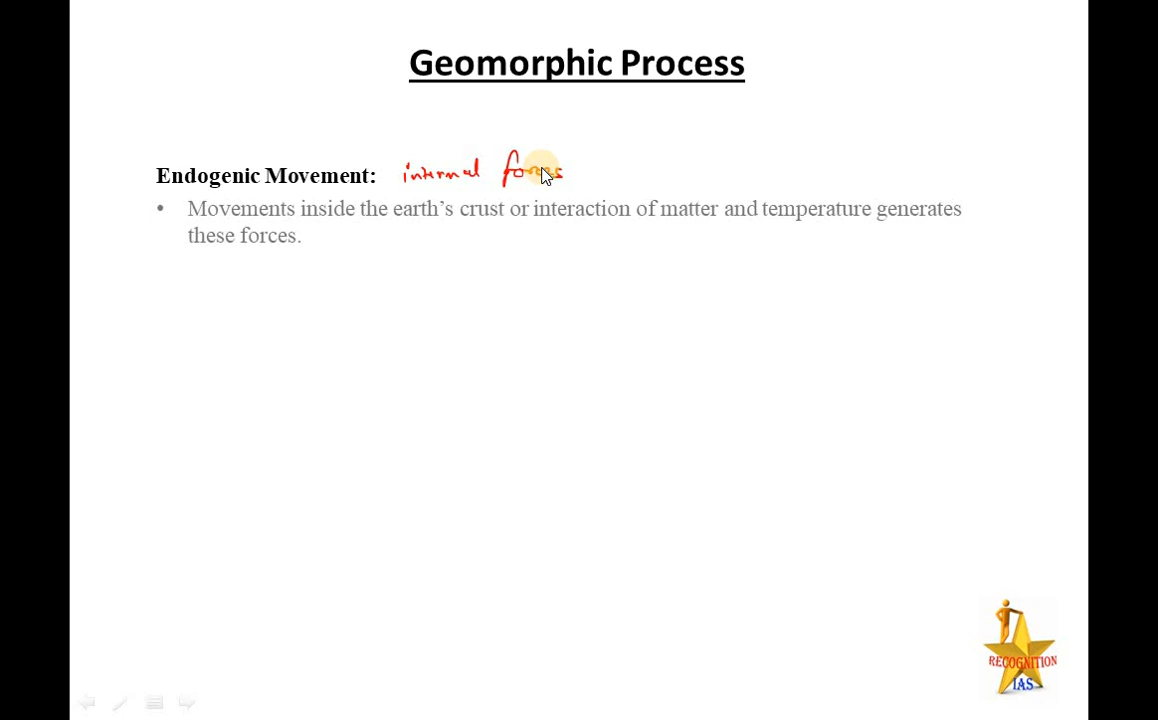 Geomorphic Process
Endogenic Movement: internal forces
• Movements inside the earth’s crust or interaction of matter and temperature generates
these forces.
RECOGNITION
IAS